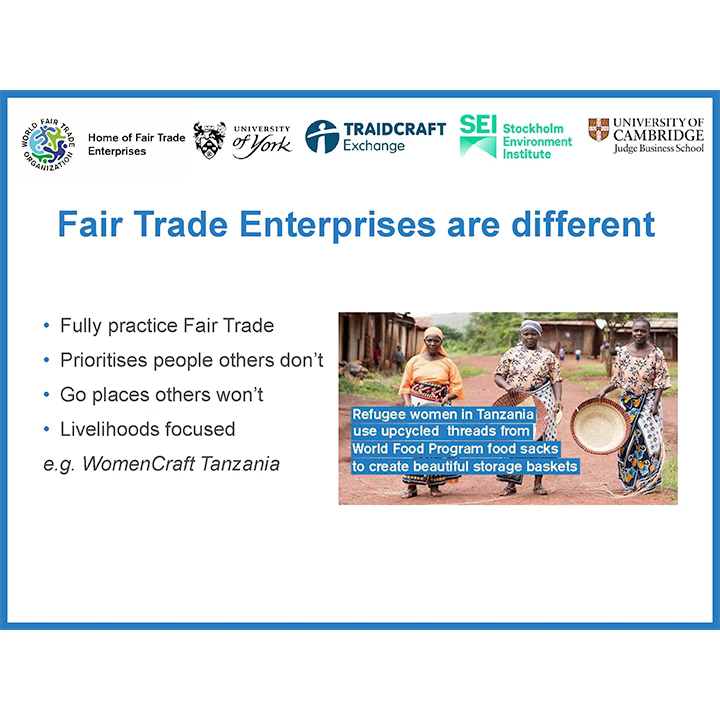 WORLD FAIR TRADE ORGANIZATION
Home of Fair Trade
Enterprises
UNIVERSITY
of York
TRAIDCRAFT
Exchange
SEI
Stockholm
Environment
Institute
UNIVERSITY OF
CAMBRIDGE
Judge Business School
Fair Trade Enterprises are different
• Fully practice Fair Trade
• Prioritises people others don’t
• Go places others won’t
• Livelihoods focused
e.g. WomenCraft Tanzania
Refugee women in Tanzania
use upcycled threads from
World Food Program food sacks
to create beautiful storage baskets